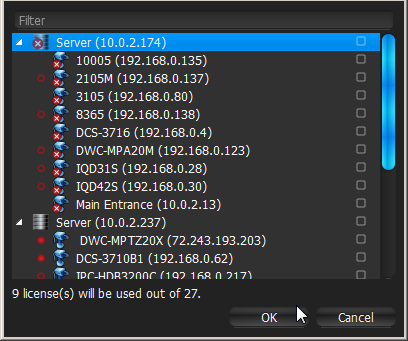 Filter
Server (10.0.2.174)
10005 (192.168.0.135)
2105M (192.168.0.137)
3105 (192.168.0.80)
8365 (192.168.0.138)
DCS-3716 (192.168.0.4)
DWC-MPA20M (192.168.0.123)
IQD31S (192.168.0.28)
IQD42S (192.168.0.30)
Main Entrance (10.0.2.13)
Server (10.0.2.237)
DWC-MPTZ20X (72.243.193.203)
DCS-3710B1 (192.168.0.62)
IPC-HDB3200C (192.168.0.217)
9 license(s) will be used out of 27.
OK
Cancel